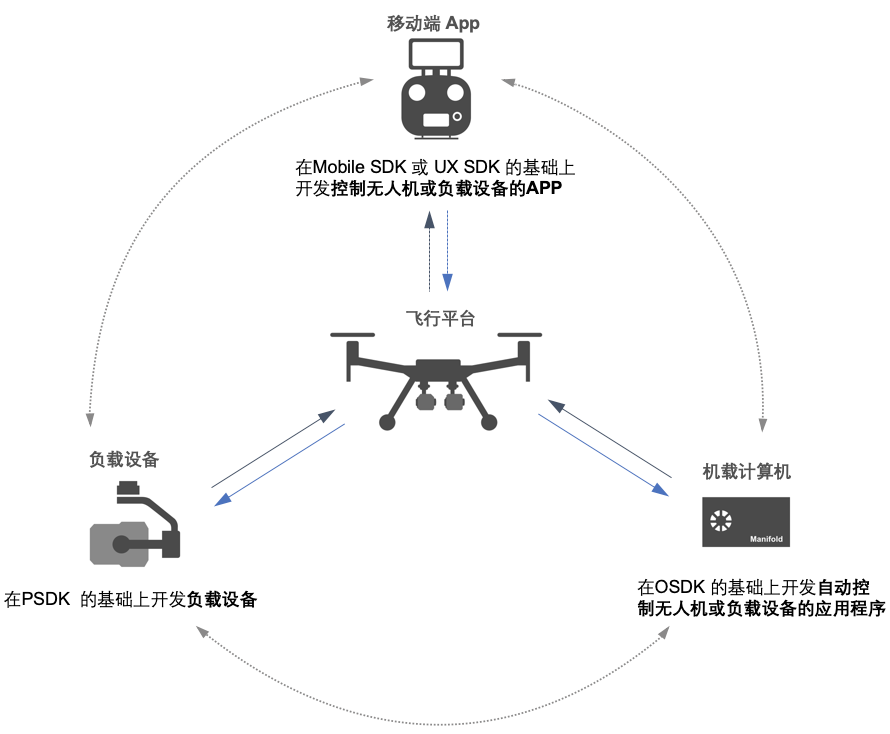 移动端 App
在Mobile SDK 或 UX SDK 的基础上
开发控制无人机或负载设备的APP
飞行平台
负载设备
在PSDK 的基础上开发负载设备
机载计算机
Manifold
在OSDK 的基础上开发自动控
制无人机或负载设备的应用程序